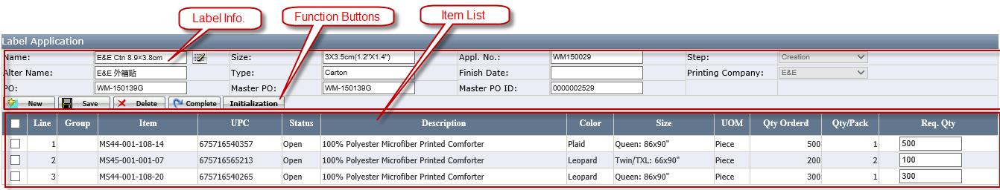 Label Info. Function Buttons Item List
Label Application
Name: E&E Ctn 8.9×3.8cm Size: 3X3.5cm(1.2"X1.4") Appl. No.: WM150029 Step: Creation
Alter Name: E&E 外箱贴 Type: Carton Finish Date: Printing Company: E&E
PO: WM-150139G Master PO: WM-150139G Master PO ID: 0000002529
New Save Delete Complete Initialization
Line Group Item UPC Status Description Color Size UOM Qty Orderd Qty/Pack Req. Qty
1 MS44-001-108-14 675716540357 Open 100% Polyester Microfiber Printed Comforter Plaid Queen: 86x90" Piece 500 1 500
2 MS45-001-001-07 675716565213 Open 100% Polyester Microfiber Printed Comforter Leopard Twin/TXL: 66x90" Piece 200 2 100
3 MS44-001-108-20 675716540265 Open 100% Polyester Microfiber Printed Comforter Leopard Queen: 86x90" Piece 300 1 300